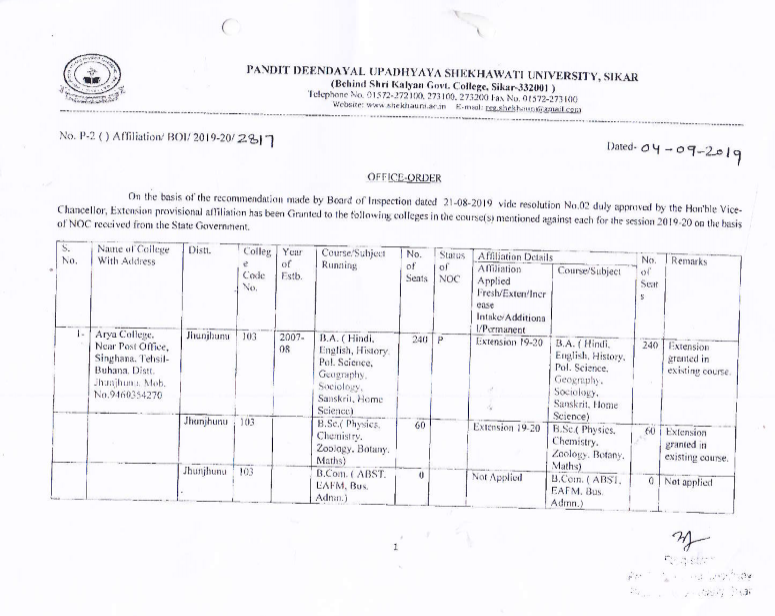 PANDIT DEENDAYAL UPADHYAYA SHEKHAWATI UNIVERSITY, SIKAR
(Behind Shri Kalyan Govt. College, Sikar-332001 )
Telephone No. 01572-272100, 273100, 273200 Fax No. 01572-273100
Website: www.shekhauni.ac.in E-mail: reg.shekhauni@gmail.com
No. P-2 ( ) Affiliation/ BOI/ 2019-20/ 2817
Dated- 04-09-2019
OFFICE-ORDER
On the basis of the recommendation made by Board of Inspection dated 21-08-2019 vide resolution No.02 duly approved by the Hon'ble Vice-
Chancellor, Extension provisional affiliation has been Granted to the following colleges in the course(s) mentioned against each for the session 2019-20 on the basis
of NOC received from the State Government.
S. No.
Name of College With Address
Distt.
Colleg e Code No.
Year of Estb.
Course/Subject Running
No. of Seats
Status of NOC
Affiliation Details
Affiliation Applied Fresh/Exten/Incr ease Intake/Additiona l/Permanent
Course/Subject
No. of Seat s
Remarks
1- Arya College, Near Post Office, Singhana, Tehsil- Buhana, Distt. Jhunjhunu. Mob. No.9460354270
Jhunjhunu
103
2007-08
B.A. ( Hindi, English, History, Pol. Science, Geography, Sociology, Sanskrit, Home Science)
240
P
Extension 19-20
B.A. ( Hindi, English, History, Pol. Science, Geography, Sociology, Sanskrit, Home Science)
240
Extension granted in existing course.
Jhunjhunu
103
B.Sc.( Physics, Chemistry, Zoology, Botany, Maths)
60
Extension 19-20
B.Sc.( Physics, Chemistry, Zoology, Botany, Maths)
60
Extension granted in existing course.
Jhunjhunu
103
B.Com. ( ABST, EAFM, Bus. Admn.)
0
Not Applied
B.Com. ( ABST, EAFM, Bus. Admn.)
0
Not applied
1